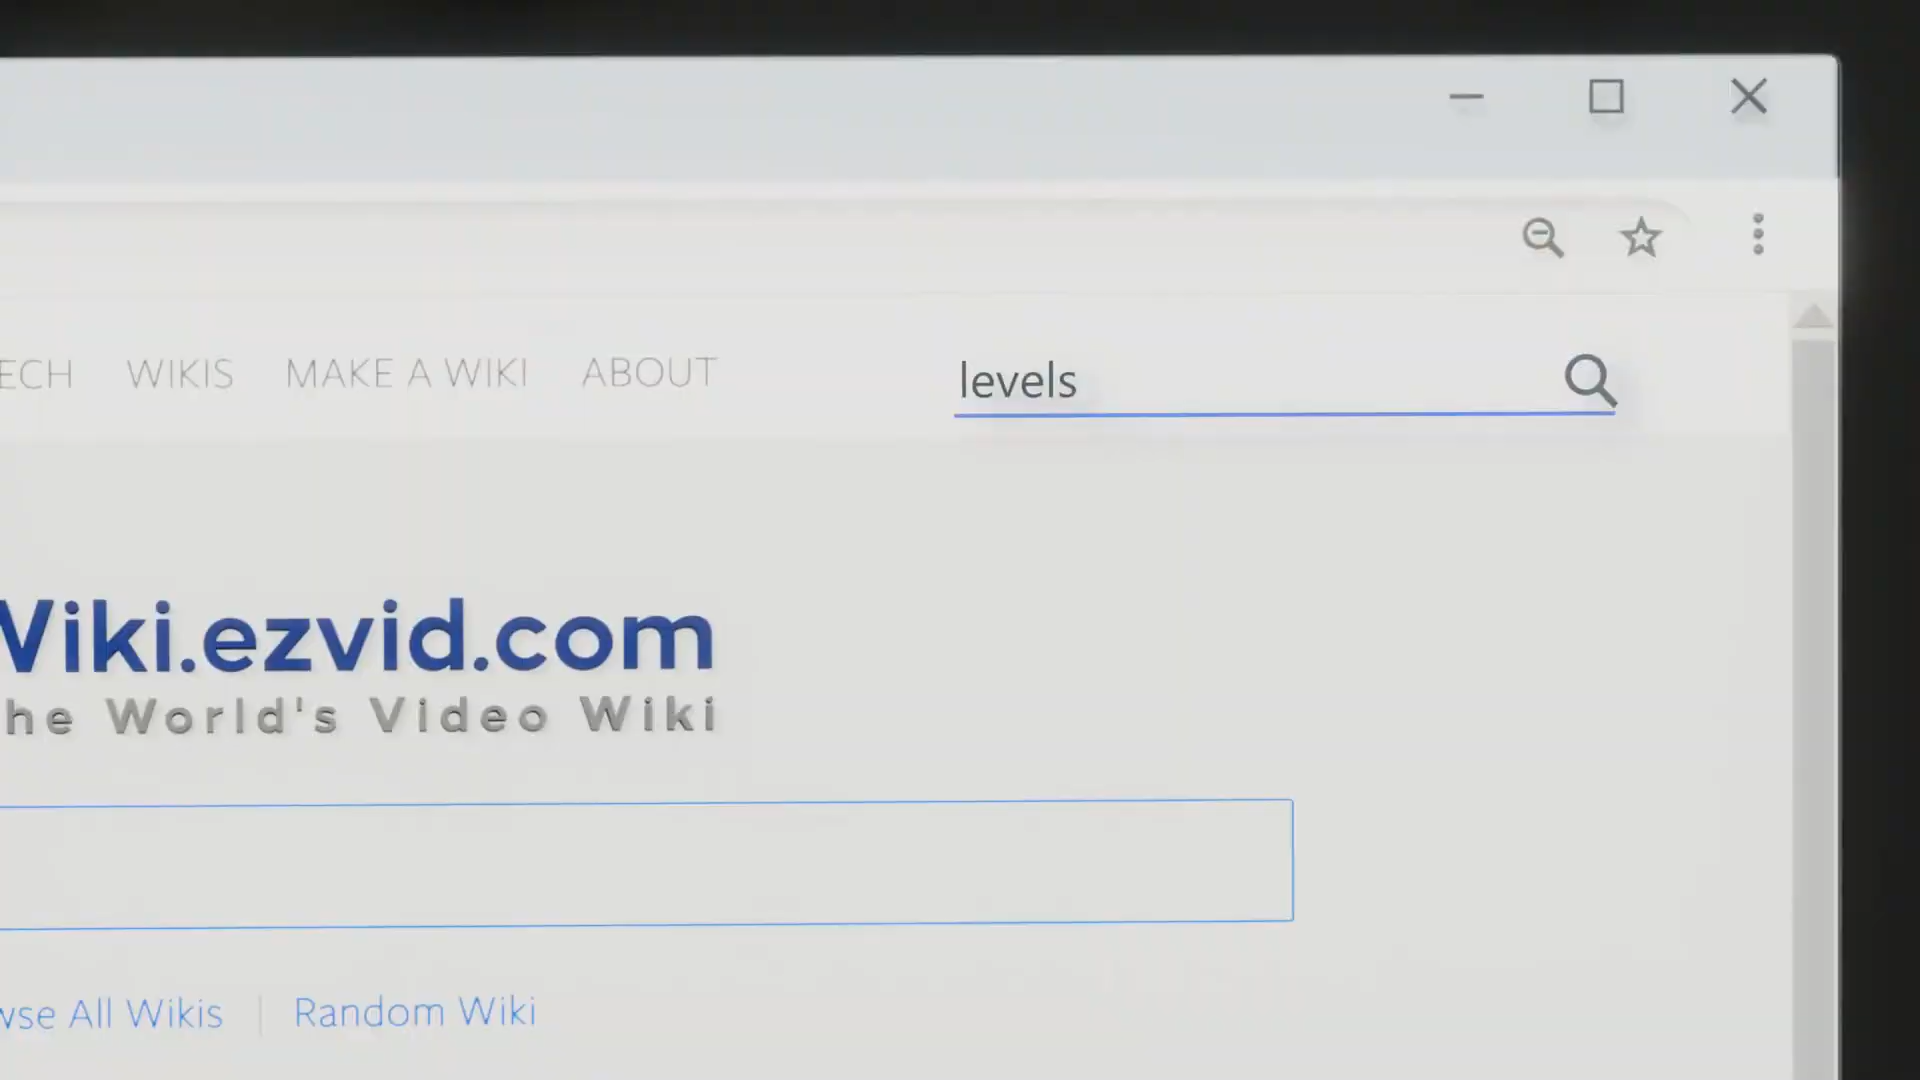 ECH WIKIS MAKE A WIKI ABOUT levels
Wiki.ezvid.com
he World's Video Wiki
wse All Wikis | Random Wiki